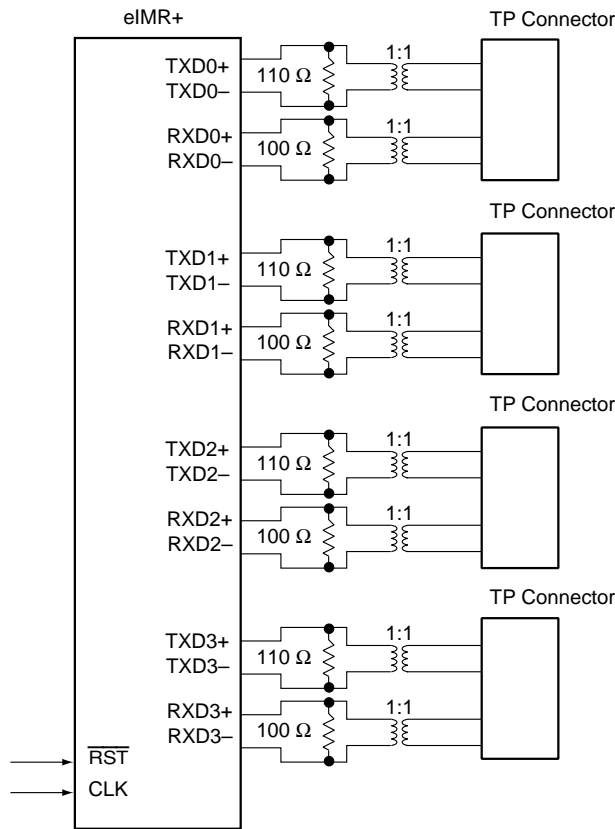 eIMR+
TP Connector
TXD0+
TXD0–
110 Ω
1:1
RXD0+
RXD0–
100 Ω
1:1
TP Connector
TXD1+
TXD1–
110 Ω
1:1
RXD1+
RXD1–
100 Ω
1:1
TP Connector
TXD2+
TXD2–
110 Ω
1:1
RXD2+
RXD2–
100 Ω
1:1
TP Connector
TXD3+
TXD3–
110 Ω
1:1
RXD3+
RXD3–
100 Ω
1:1
R̅S̅T̅
CLK